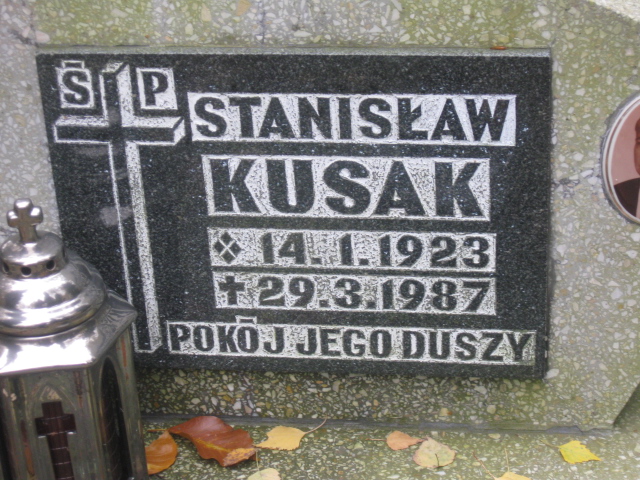 Ś P
STANISŁAW
KUSAK
14.1.1923
29.3.1987
POKÓJ JEGO DUSZY